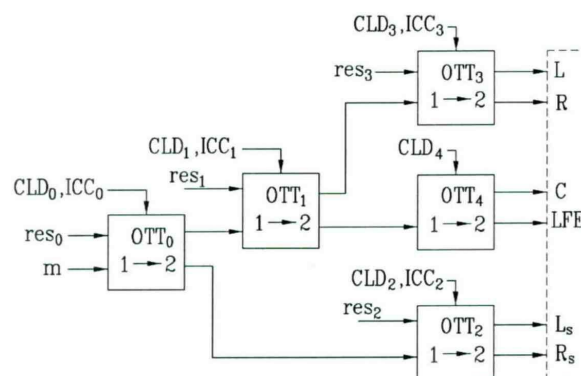 CLD₃,ICC₃
res₃
OTT₃
1→2
L
R
CLD₁,ICC₁
res₁
OTT₁
1→2
CLD₄
OTT₄
1→2
C
LFE
CLD₀,ICC₀
res₀
m
OTT₀
1→2
CLD₂,ICC₂
res₂
OTT₂
1→2
Lₛ
Rₛ